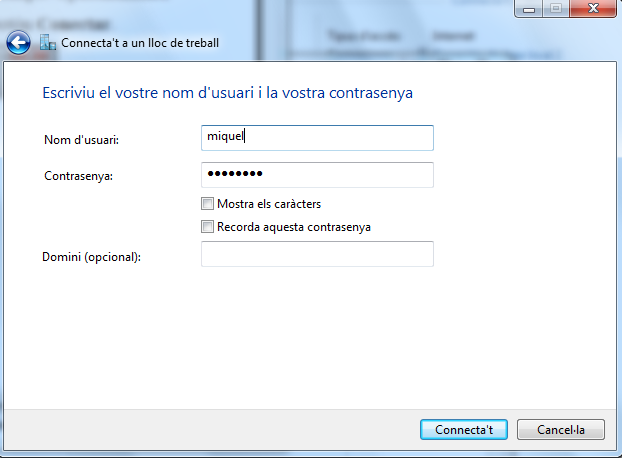 Connecta't a un lloc de treball
Escriviu el vostre nom d'usuari i la vostra contrasenya
Nom d'usuari: miquel
Contrasenya: ●●●●●●●●
Mostra els caràcters
Recorda aquesta contrasenya
Domini (opcional):
Connecta't Cancel·la